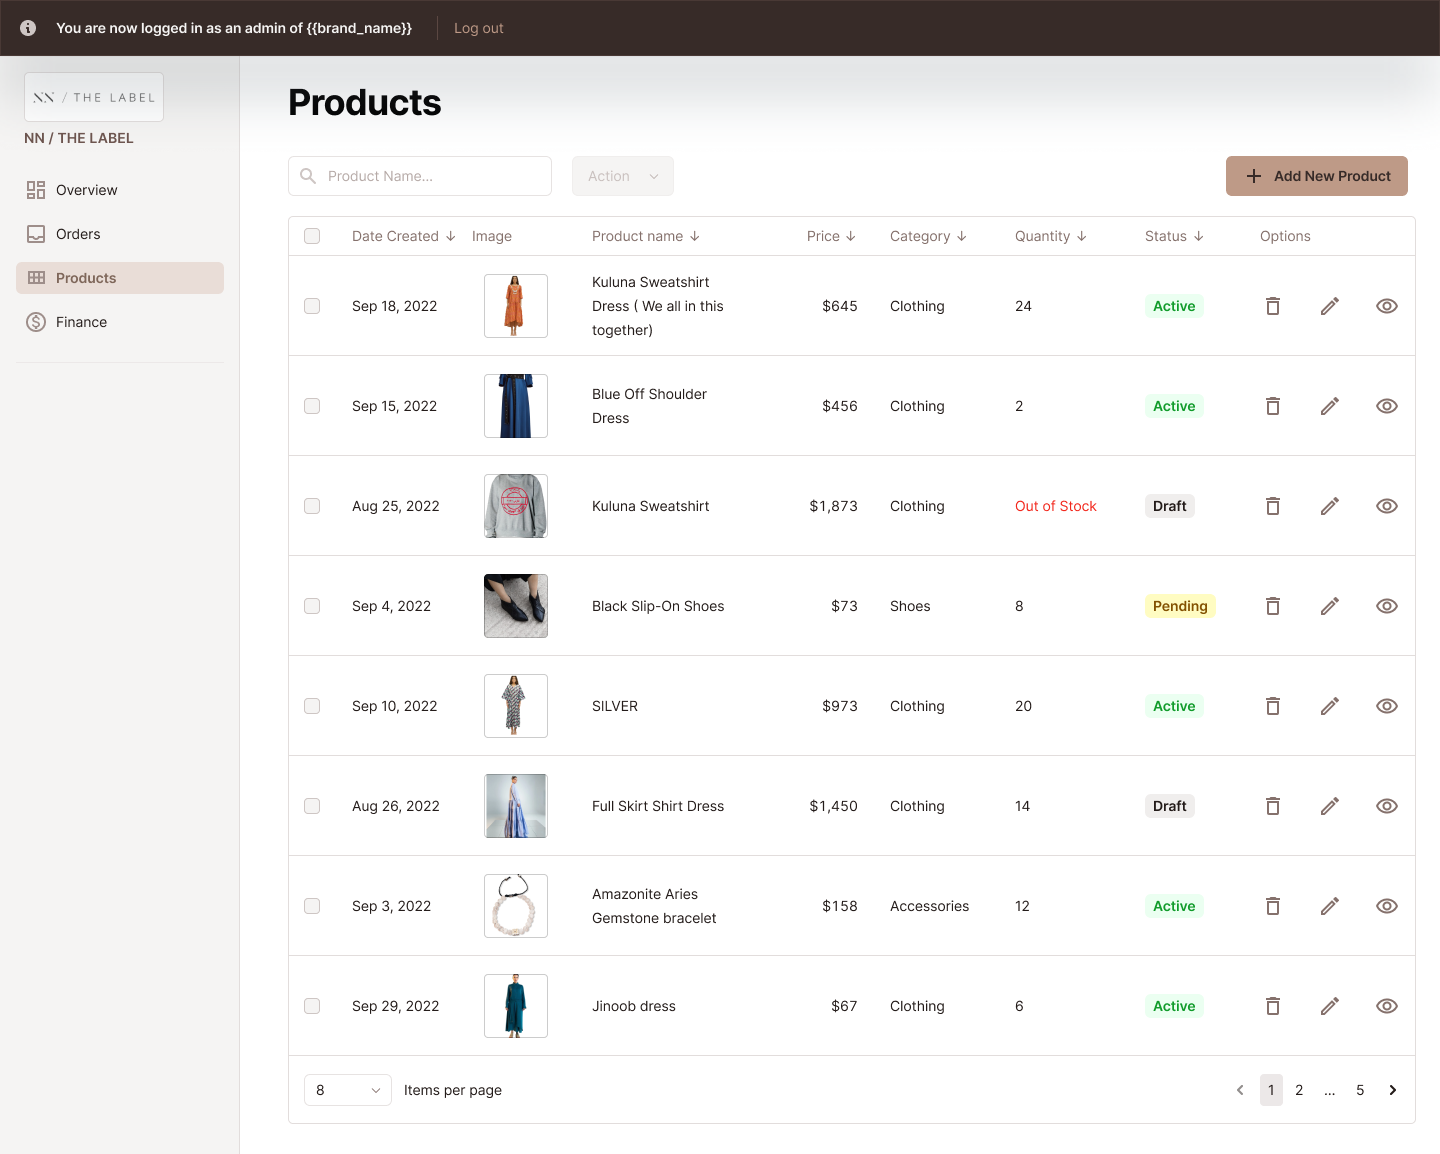 You are now logged in as an admin of {{brand_name}}
Log out
NN / THE LABEL
NN / THE LABEL
Overview
Orders
Products
Finance
Products
Product Name...
Action
Add New Product
Date Created Image Product name Price Category Quantity Status Options
Sep 18, 2022
Kuluna Sweatshirt
Dress ( We all in this
together)
$645 Clothing 24 Active
Sep 15, 2022
Blue Off Shoulder
Dress
$456 Clothing 2 Active
Aug 25, 2022 Kuluna Sweatshirt $1,873 Clothing Out of Stock Draft
Sep 4, 2022 Black Slip-On Shoes $73 Shoes 8 Pending
Sep 10, 2022 SILVER $973 Clothing 20 Active
Aug 26, 2022 Full Skirt Shirt Dress $1,450 Clothing 14 Draft
Sep 3, 2022
Amazonite Aries
Gemstone bracelet
$158 Accessories 12 Active
Sep 29, 2022 Jinoob dress $67 Clothing 6 Active
8 Items per page
1 2 ... 5